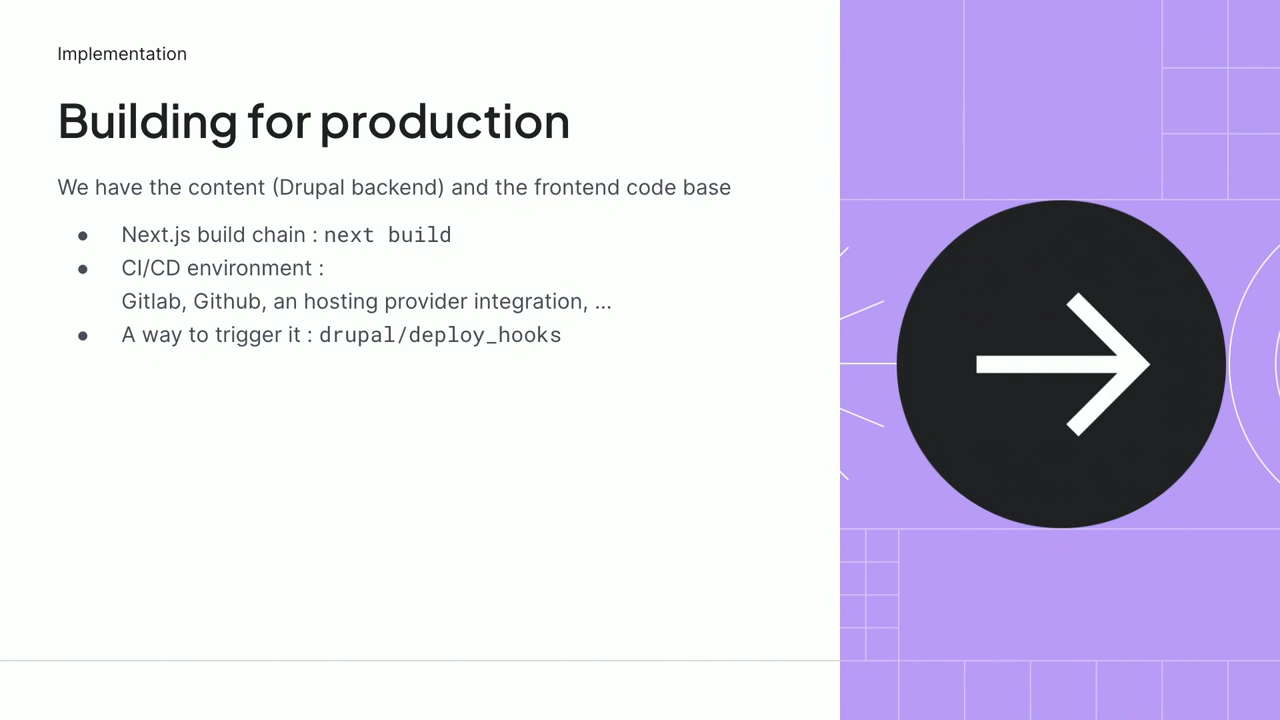 Implementation
Building for production
We have the content (Drupal backend) and the frontend code base
● Next.js build chain : next build
● CI/CD environment :
Gitlab, Github, an hosting provider integration, ...
● A way to trigger it : drupal/deploy_hooks